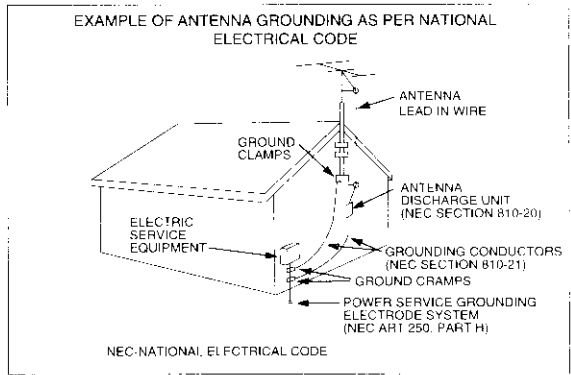 EXAMPLE OF ANTENNA GROUNDING AS PER NATIONAL
ELECTRICAL CODE
ANTENNA
LEAD IN WIRE
GROUND
CLAMPS
ANTENNA
DISCHARGE UNIT
(NEC SECTION 810-20)
ELECTRIC
SERVICE
EQUIPMENT
GROUNDING CONDUCTORS
(NEC SECTION 810-21)
GROUND CRAMPS
POWER SERVICE GROUNDING
ELECTRODE SYSTEM
(NEC ART 250, PART H)
NEC-NATIONAL ELECTRICAL CODE